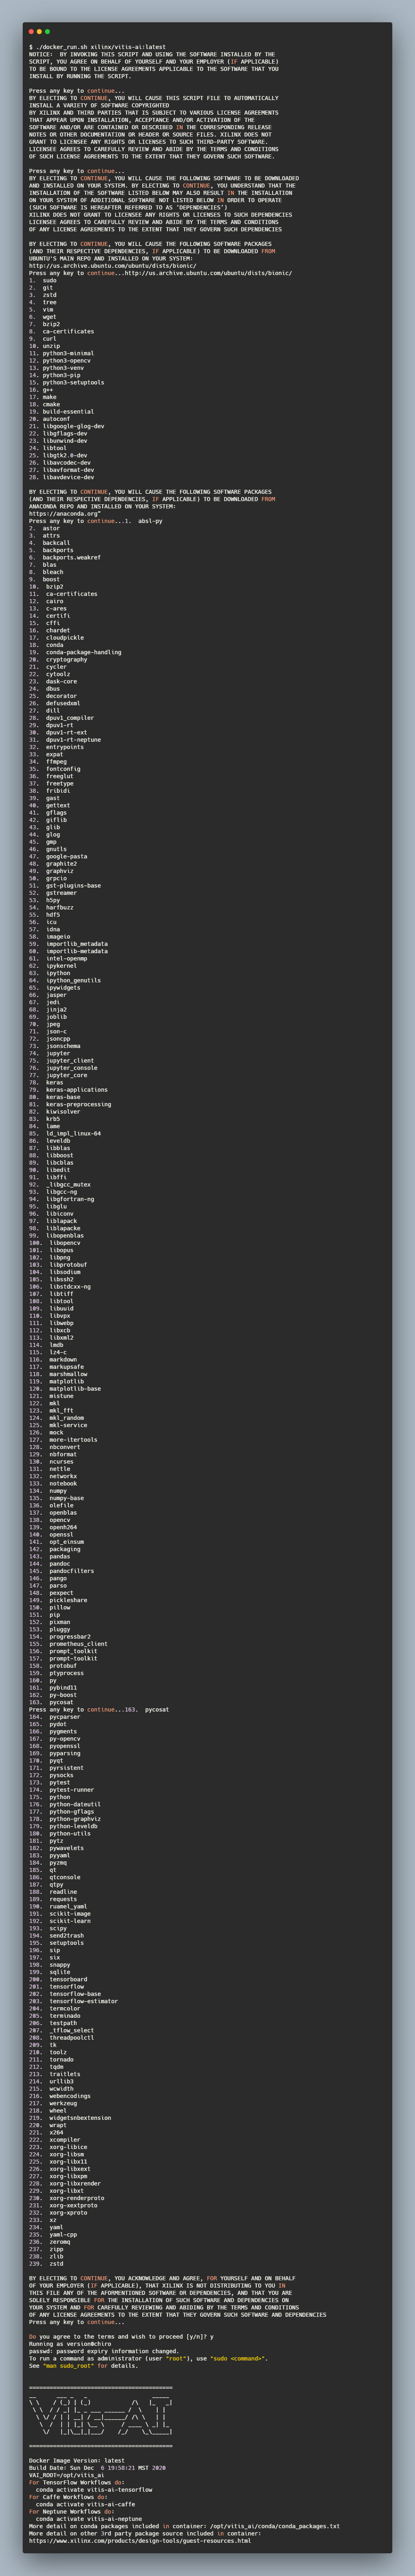 $ ./docker_run.sh xilinx/vitis-ai:latest
NOTICE:  BY INVOKING THIS SCRIPT AND USING THE SOFTWARE INSTALLED BY THE
SCRIPT, YOU AGREE ON BEHALF OF YOURSELF AND YOUR EMPLOYER (IF APPLICABLE)
TO BE BOUND TO THE LICENSE AGREEMENTS APPLICABLE TO THE SOFTWARE THAT YOU
INSTALL BY RUNNING THE SCRIPT.
Press any key to continue...
BY ELECTING TO CONTINUE, YOU WILL CAUSE THIS SCRIPT FILE TO AUTOMATICALLY
INSTALL A VARIETY OF SOFTWARE COPYRIGHTED
BY XILINX AND THIRD PARTIES THAT IS SUBJECT TO VARIOUS LICENSE AGREEMENTS
THAT APPEAR UPON INSTALLATION, ACCEPTANCE AND/OR ACTIVATION OF THE
SOFTWARE AND/OR ARE CONTAINED OR DESCRIBED IN THE CORRESPONDING RELEASE
NOTES OR OTHER DOCUMENTATION OR HEADER OR SOURCE FILES. XILINX DOES NOT
GRANT TO LICENSEE ANY RIGHTS OR LICENSES TO SUCH THIRD-PARTY SOFTWARE.
LICENSEE AGREES TO CAREFULLY REVIEW AND ABIDE BY THE TERMS AND CONDITIONS
OF SUCH LICENSE AGREEMENTS TO THE EXTENT THAT THEY GOVERN SUCH SOFTWARE.
Press any key to continue...
BY ELECTING TO CONTINUE, YOU WILL CAUSE THE FOLLOWING SOFTWARE TO BE DOWNLOADED
AND INSTALLED ON YOUR SYSTEM. BY ELECTING TO CONTINUE, YOU UNDERSTAND THAT THE
INSTALLATION OF THE SOFTWARE LISTED BELOW MAY ALSO RESULT IN THE INSTALLATION
ON YOUR SYSTEM OF ADDITIONAL SOFTWARE NOT LISTED BELOW IN ORDER TO OPERATE
(SUCH SOFTWARE IS HEREAFTER REFERRED TO AS 'DEPENDENCIES')
XILINX DOES NOT GRANT TO LICENSEE ANY RIGHTS OR LICENSES TO SUCH DEPENDENCIES
LICENSEE AGREES TO CAREFULLY REVIEW AND ABIDE BY THE TERMS AND CONDITIONS
OF ANY LICENSE AGREEMENTS TO THE EXTENT THAT THEY GOVERN SUCH DEPENDENCIES
BY ELECTING TO CONTINUE, YOU WILL CAUSE THE FOLLOWING SOFTWARE PACKAGES
(AND THEIR RESPECTIVE DEPENDENCIES, IF APPLICABLE) TO BE DOWNLOADED FROM
UBUNTU'S MAIN REPO AND INSTALLED ON YOUR SYSTEM:
http://us.archive.ubuntu.com/ubuntu/dists/bionic/
Press any key to continue...http://us.archive.ubuntu.com/ubuntu/dists/bionic/
1.  sudo
2.  git
3.  zstd
4.  tree
5.  vim
6.  wget
7.  bzip2
8.  ca-certificates
9.  curl
10. unzip
11. python3-minimal
12. python3-opencv
13. python3-venv
14. python3-pip
15. python3-setuptools
16. g++
17. make
18. cmake
19. build-essential
20. autoconf
21. libgoogle-glog-dev
22. libgflags-dev
23. libunwind-dev
24. libtool
25. libgtk2.0-dev
26. libavcodec-dev
27. libavformat-dev
28. libavdevice-dev
BY ELECTING TO CONTINUE, YOU WILL CAUSE THE FOLLOWING SOFTWARE PACKAGES
(AND THEIR RESPECTIVE DEPENDENCIES, IF APPLICABLE) TO BE DOWNLOADED FROM
ANACONDA REPO AND INSTALLED ON YOUR SYSTEM:
https://anaconda.org"
Press any key to continue...1.  absl-py
2.  astor
3.  attrs
4.  backcall
5.  backports
6.  backports.weakref
7.  blas
8.  bleach
9.  boost
10.  bzip2
11.  ca-certificates
12.  cairo
13.  c-ares
14.  certifi
15.  cffi
16.  chardet
17.  cloudpickle
18.  conda
19.  conda-package-handling
20.  cryptography
21.  cycler
22.  cytoolz
23.  dask-core
24.  dbus
25.  decorator
26.  defusedxml
27.  dill
28.  dpuv1_compiler
29.  dpuv1-rt
30.  dpuv1-rt-ext
31.  dpuv1-rt-neptune
32.  entrypoints
33.  expat
34.  ffmpeg
35.  fontconfig
36.  freeglut
37.  freetype
38.  fribidi
39.  gast
40.  gettext
41.  gflags
42.  giflib
43.  glib
44.  glog
45.  gmp
46.  gnutls
47.  google-pasta
48.  graphite2
49.  graphviz
50.  grpcio
51.  gst-plugins-base
52.  gstreamer
53.  h5py
54.  harfbuzz
55.  hdf5
56.  icu
57.  idna
58.  imageio
59.  importlib_metadata
60.  importlib-metadata
61.  intel-openmp
62.  ipykernel
63.  ipython
64.  ipython_genutils
65.  ipywidgets
66.  jasper
67.  jedi
68.  jinja2
69.  joblib
70.  jpeg
71.  json-c
72.  jsoncpp
73.  jsonschema
74.  jupyter
75.  jupyter_client
76.  jupyter_console
77.  jupyter_core
78.  keras
79.  keras-applications
80.  keras-base
81.  keras-preprocessing
82.  kiwisolver
83.  krb5
84.  lame
85.  ld_impl_linux-64
86.  leveldb
87.  libblas
88.  libboost
89.  libcblas
90.  libedit
91.  libffi
92.  _libgcc_mutex
93.  libgcc-ng
94.  libgfortran-ng
95.  libglu
96.  libiconv
97.  liblapack
98.  liblapacke
99.  libopenblas
100.  libopencv
101.  libopus
102.  libpng
103.  libprotobuf
104.  libsodium
105.  libssh2
106.  libstdcxx-ng
107.  libtiff
108.  libtool
109.  libuuid
110.  libvpx
111.  libwebp
112.  libxcb
113.  libxml2
114.  lmdb
115.  lz4-c
116.  markdown
117.  markupsafe
118.  marshmallow
119.  matplotlib
120.  matplotlib-base
121.  mistune
122.  mkl
123.  mkl_fft
124.  mkl_random
125.  mkl-service
126.  mock
127.  more-itertools
128.  nbconvert
129.  nbformat
130.  ncurses
131.  nettle
132.  networkx
133.  notebook
134.  numpy
135.  numpy-base
136.  olefile
137.  openblas
138.  opencv
139.  openh264
140.  openssl
141.  opt_einsum
142.  packaging
143.  pandas
144.  pandoc
145.  pandocfilters
146.  pango
147.  parso
148.  pexpect
149.  pickleshare
150.  pillow
151.  pip
152.  pixman
153.  pluggy
154.  progressbar2
155.  prometheus_client
156.  prompt_toolkit
157.  prompt-toolkit
158.  protobuf
159.  ptyprocess
160.  py
161.  pybind11
162.  py-boost
163.  pycosat
Press any key to continue...163.  pycosat
164.  pycparser
165.  pydot
166.  pygments
167.  py-opencv
168.  pyopenssl
169.  pyparsing
170.  pyqt
171.  pyrsistent
172.  pysocks
173.  pytest
174.  pytest-runner
175.  python
176.  python-dateutil
177.  python-gflags
178.  python-graphviz
179.  python-leveldb
180.  python-utils
181.  pytz
182.  pywavelets
183.  pyyaml
184.  pyzmq
185.  qt
186.  qtconsole
187.  qtpy
188.  readline
189.  requests
190.  ruamel_yaml
191.  scikit-image
192.  scikit-learn
193.  scipy
194.  send2trash
195.  setuptools
196.  sip
197.  six
198.  snappy
199.  sqlite
200.  tensorboard
201.  tensorflow
202.  tensorflow-base
203.  tensorflow-estimator
204.  termcolor
205.  terminado
206.  testpath
207.  _tflow_select
208.  threadpoolctl
209.  tk
210.  toolz
211.  tornado
212.  tqdm
213.  traitlets
214.  urllib3
215.  wcwidth
216.  webencodings
217.  werkzeug
218.  wheel
219.  widgetsnbextension
220.  wrapt
221.  x264
222.  xcompiler
223.  xorg-libice
224.  xorg-libsm
225.  xorg-libx11
226.  xorg-libxext
227.  xorg-libxpm
228.  xorg-libxrender
229.  xorg-libxt
230.  xorg-renderproto
231.  xorg-xextproto
232.  xorg-xproto
233.  xz
234.  yaml
235.  yaml-cpp
236.  zeromq
237.  zipp
238.  zlib
239.  zstd
BY ELECTING TO CONTINUE, YOU ACKNOWLEDGE AND AGREE, FOR YOURSELF AND ON BEHALF
OF YOUR EMPLOYER (IF APPLICABLE), THAT XILINX IS NOT DISTRIBUTING TO YOU IN
THIS FILE ANY OF THE AFORMENTIONED SOFTWARE OR DEPENDENCIES, AND THAT YOU ARE
SOLELY RESPONSIBLE FOR THE INSTALLATION OF SUCH SOFTWARE AND DEPENDENCIES ON
YOUR SYSTEM AND FOR CAREFULLY REVIEWING AND ABIDING BY THE TERMS AND CONDITIONS
OF ANY LICENSE AGREEMENTS TO THE EXTENT THAT THEY GOVERN SUCH SOFTWARE AND DEPENDENCIES
Press any key to continue...
Do you agree to the terms and wish to proceed [y/n]? y
Running as version@chiro
passwd: password expiry information changed.
To run a command as administrator (user "root"), use "sudo <command>".
See "man sudo_root" for details.
==========================================
Vitis-AI
==========================================
Docker Image Version: latest
Build Date: Sun Dec  6 19:58:21 MST 2020
VAI_ROOT=/opt/vitis_ai
For TensorFlow Workflows do:
  conda activate vitis-ai-tensorflow
For Caffe Workflows do:
  conda activate vitis-ai-caffe
For Neptune Workflows do:
  conda activate vitis-ai-neptune
More detail on conda packages included in container: /opt/vitis_ai/conda/conda_packages.txt
More detail on other 3rd party package source included in container:
https://www.xilinx.com/products/design-tools/guest-resources.html